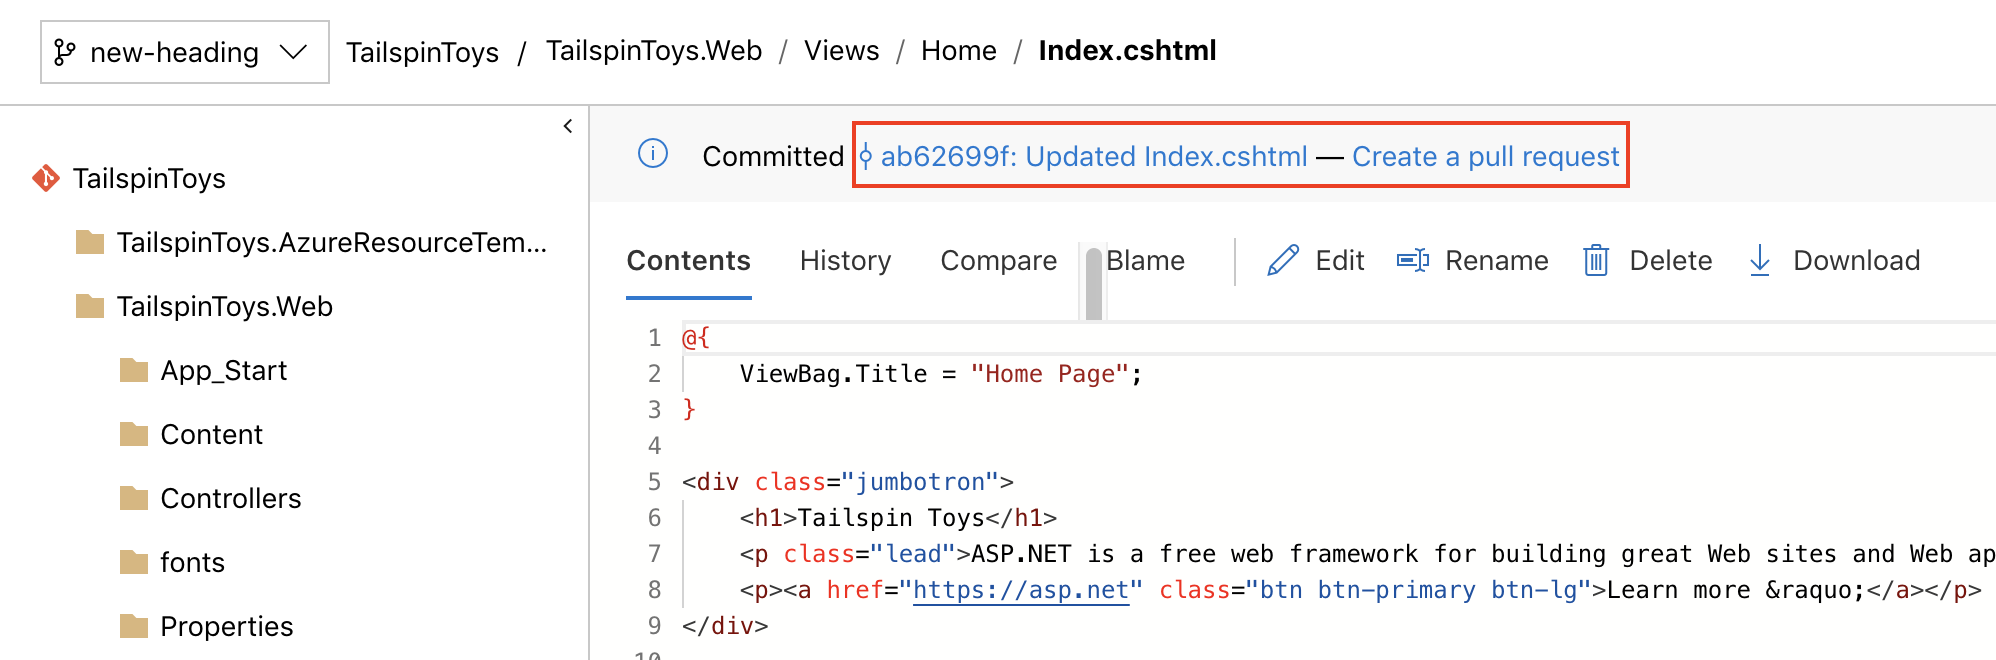 new-heading TailspinToys / TailspinToys.Web / Views / Home / Index.cshtml
TailspinToys
TailspinToys.AzureResourceTem...
TailspinToys.Web
App_Start
Content
Controllers
fonts
Properties
Committed ab62699f: Updated Index.cshtml — Create a pull request
Contents History Compare Blame Edit Rename Delete Download
1 @{
2     ViewBag.Title = "Home Page";
3 }
4
5 <div class="jumbotron">
6     <h1>Tailspin Toys</h1>
7     <p class="lead">ASP.NET is a free web framework for building great Web sites and Web ap
8     <p><a href="https://asp.net" class="btn btn-primary btn-lg">Learn more &raquo;</a></p>
9 </div>
10